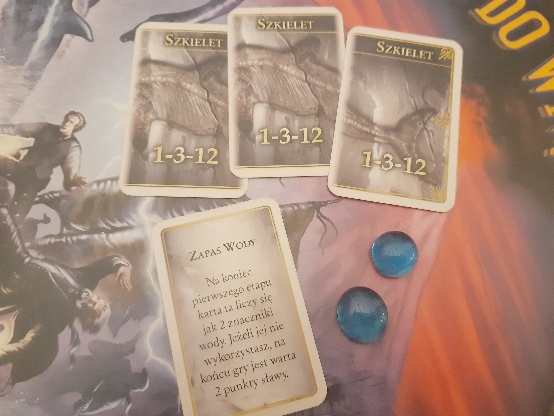 Szkielet
1-3-12
Szkielet
1-3-12
Szkielet
1-3-12
DO W
Zapas Wody
Na koniec
pierwszego etapu
karta ta liczy się
jak 2 znaczniki
wody. Jeżeli jej nie
wykorzystasz, na
końcu gry jest warta
2 punkty sławy.